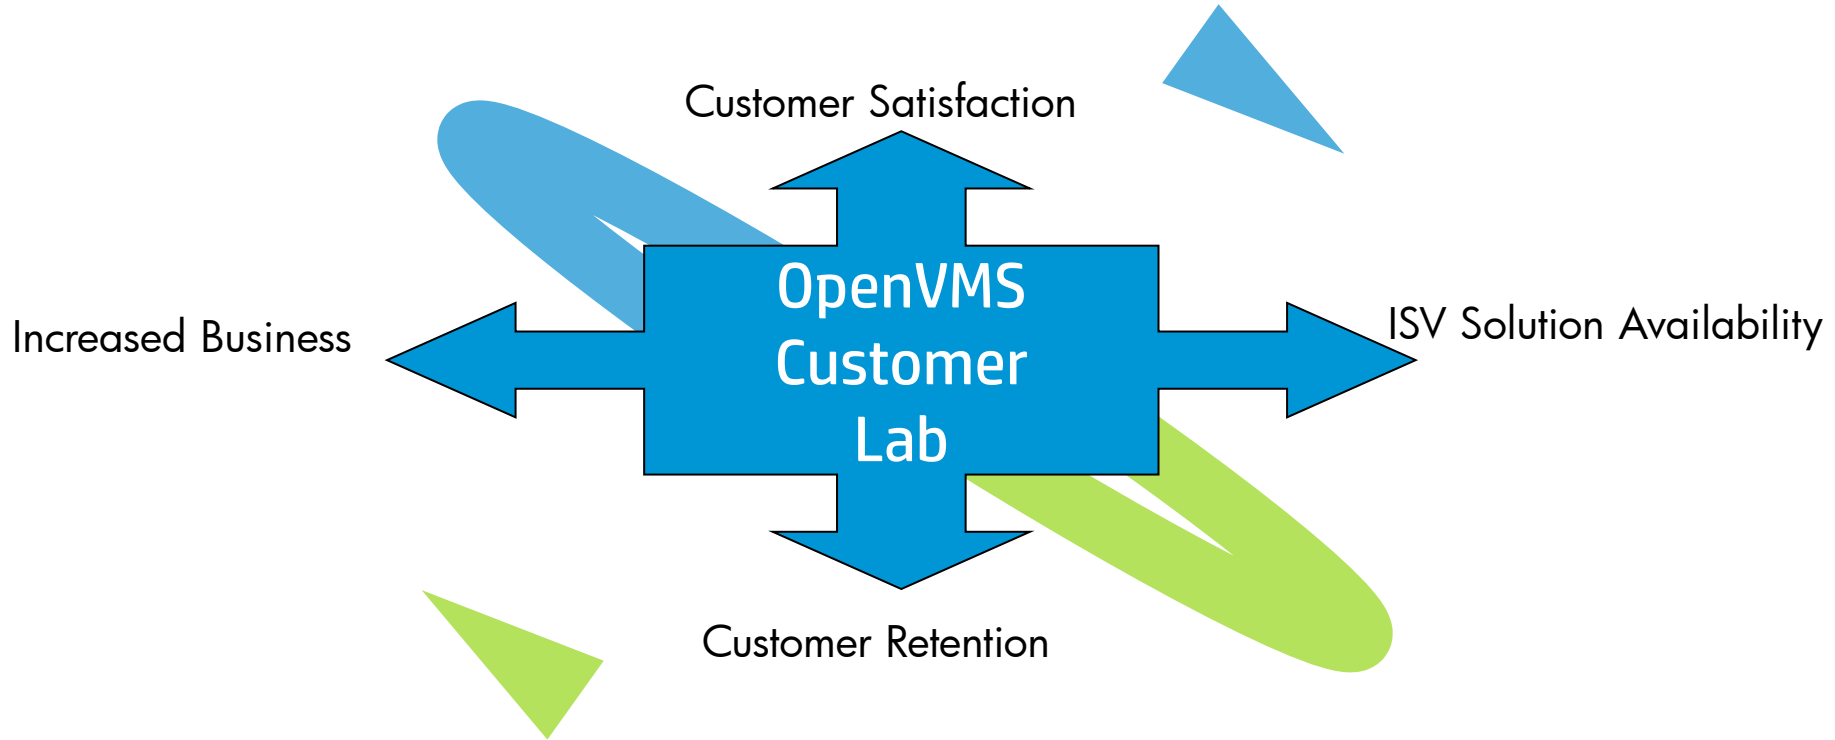 Customer Satisfaction
Increased Business
OpenVMS
Customer
Lab
ISV Solution Availability
Customer Retention